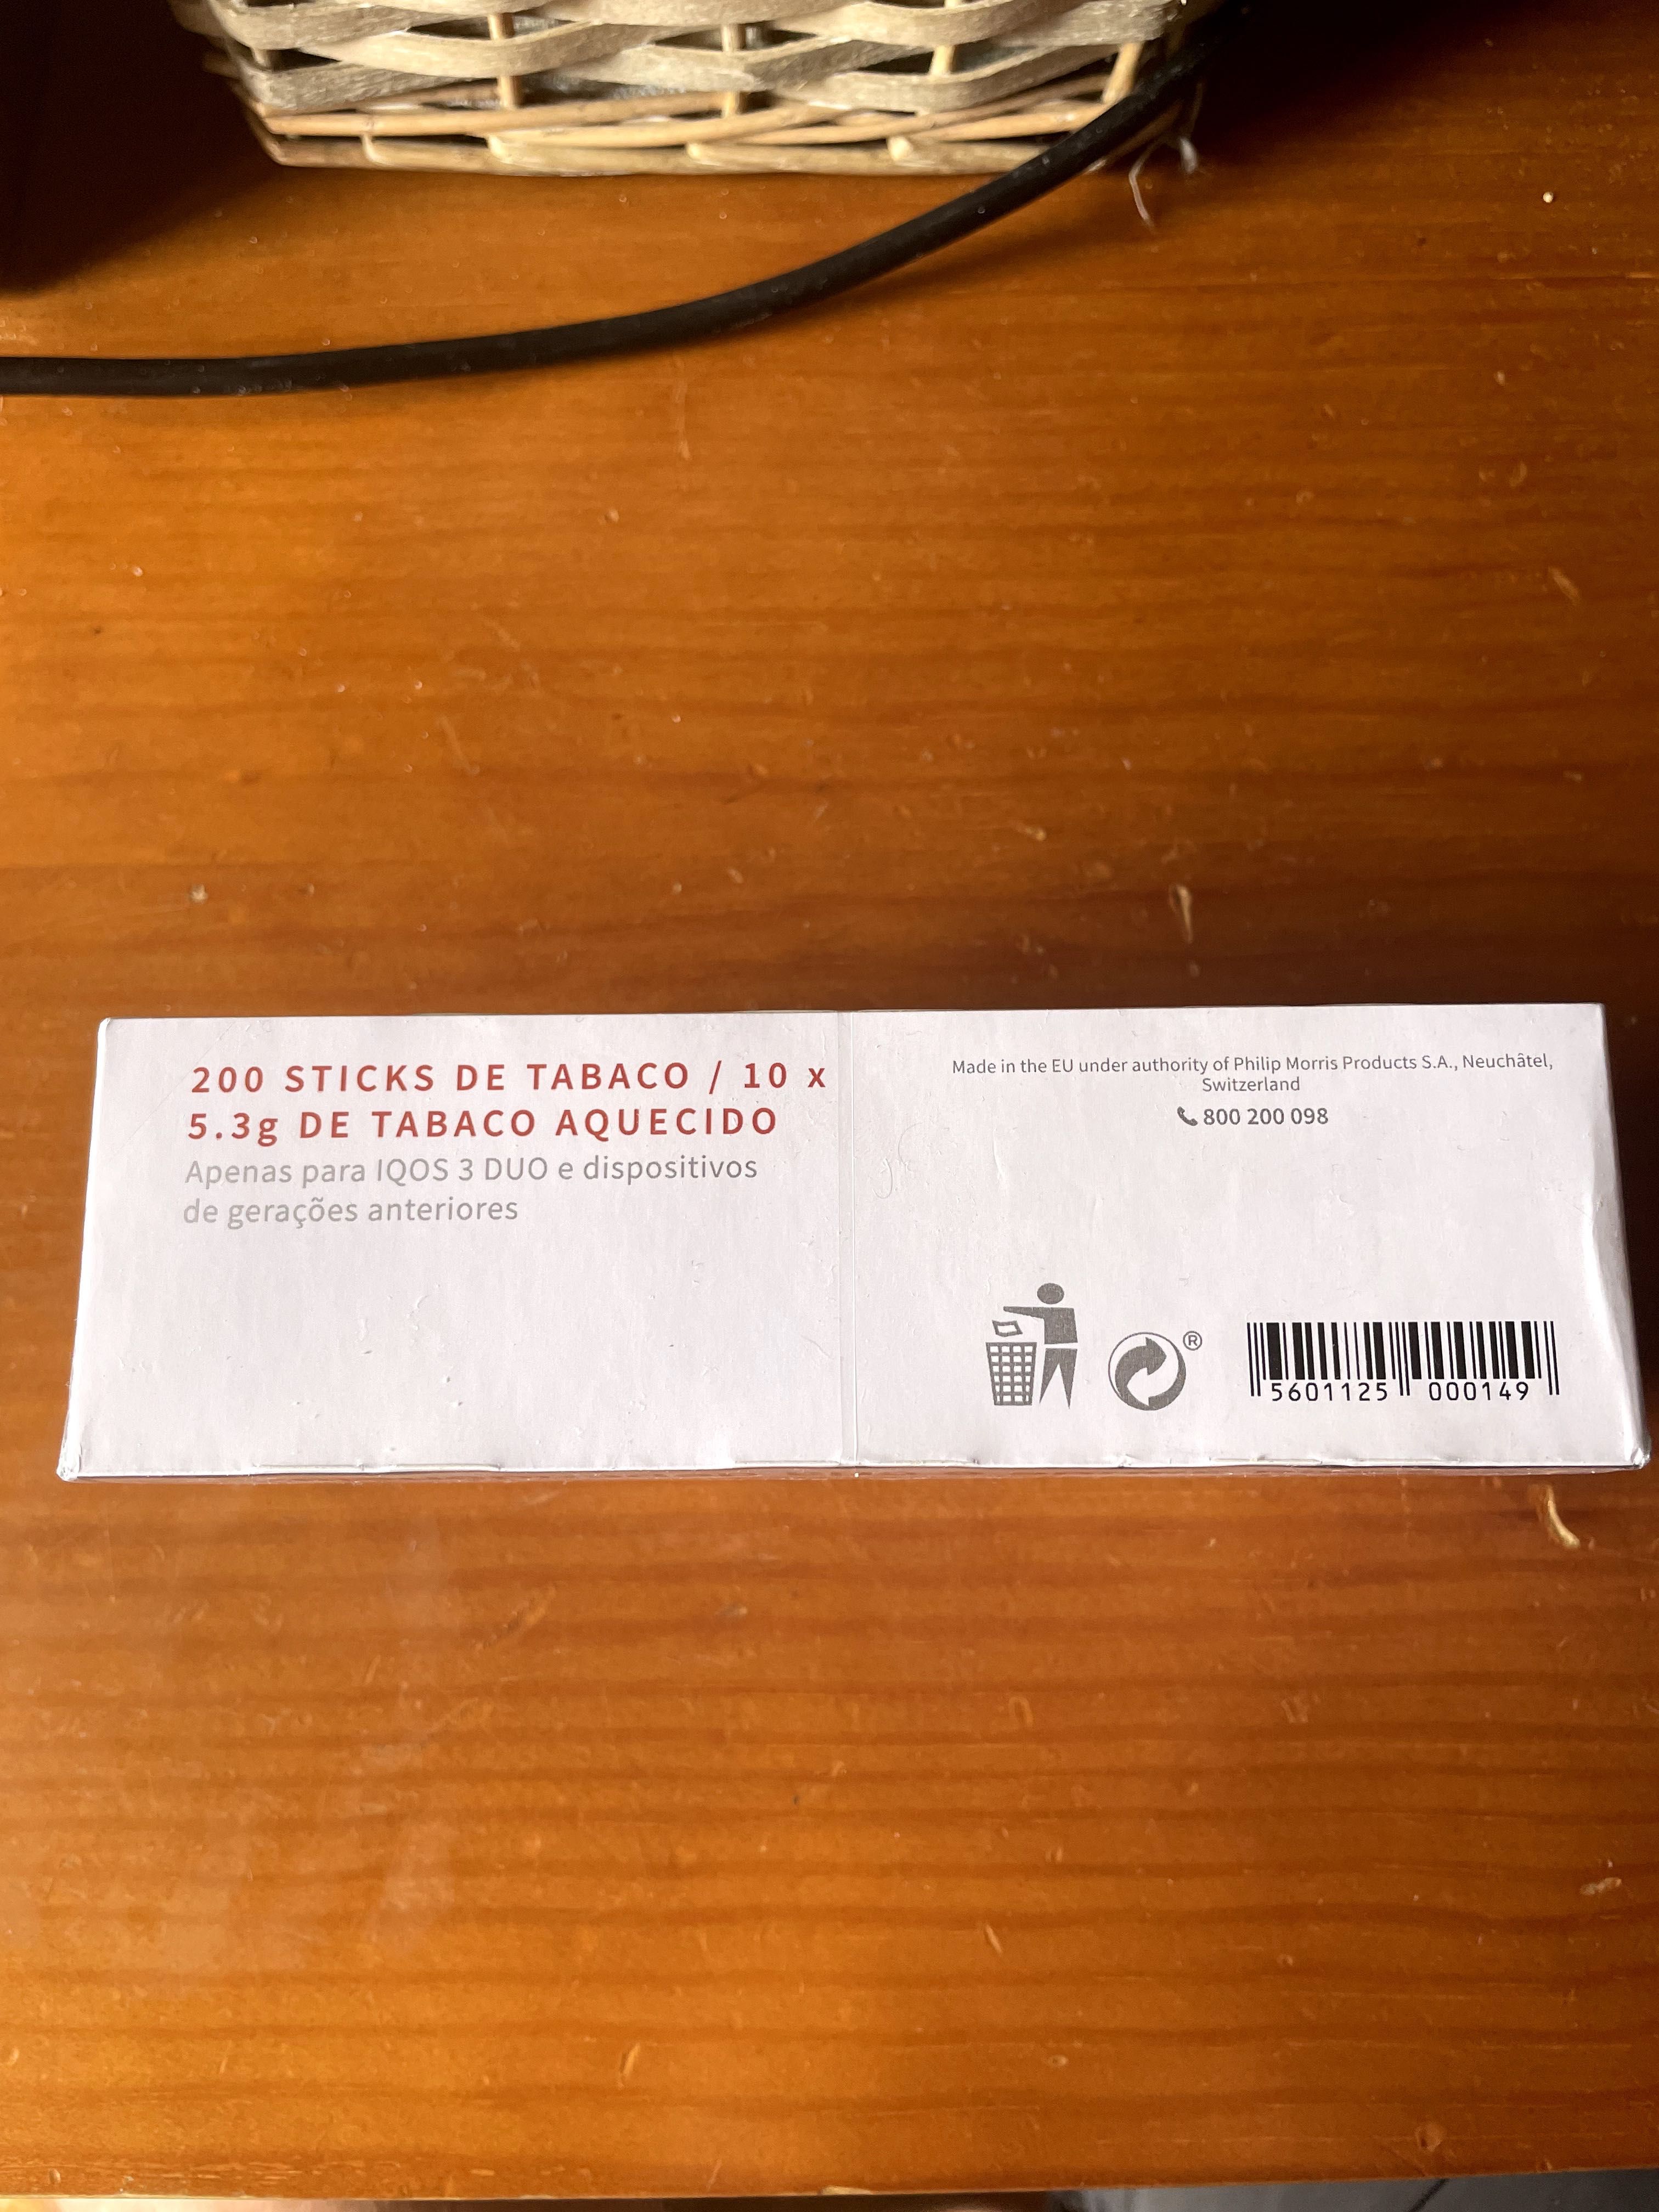 200 STICKS DE TABACO / 10 x
5.3g DE TABACO AQUECIDO
Apenas para IQOS 3 DUO e dispositivos
de gerações anteriores
Made in the EU under authority of Philip Morris Products S.A., Neuchâtel,
Switzerland
800 200 098
®
5601125 000149